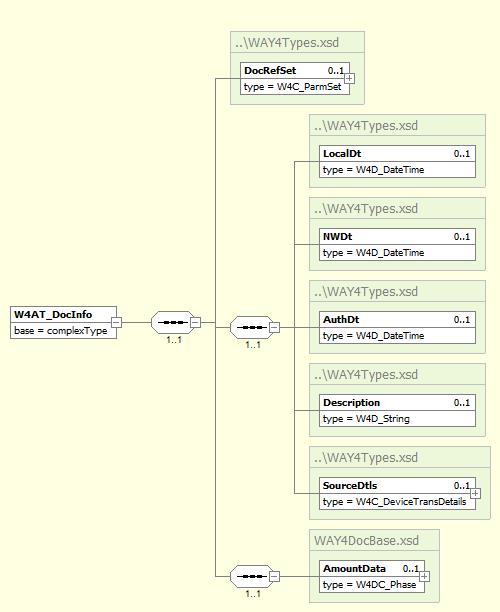 ..\WAY4Types.xsd
DocRefSet 0..1
type = W4C_ParmSet
..\WAY4Types.xsd
LocalDt 0..1
type = W4D_DateTime
..\WAY4Types.xsd
NWDt 0..1
type = W4D_DateTime
..\WAY4Types.xsd
W4AT_DocInfo
base = complexType
1..1
1..1
AuthDt 0..1
type = W4D_DateTime
..\WAY4Types.xsd
Description 0..1
type = W4D_String
..\WAY4Types.xsd
SourceDtls 0..1
type = W4C_DeviceTransDetails
WAY4DocBase.xsd
1..1
AmountData 0..1
type = W4DC_Phase